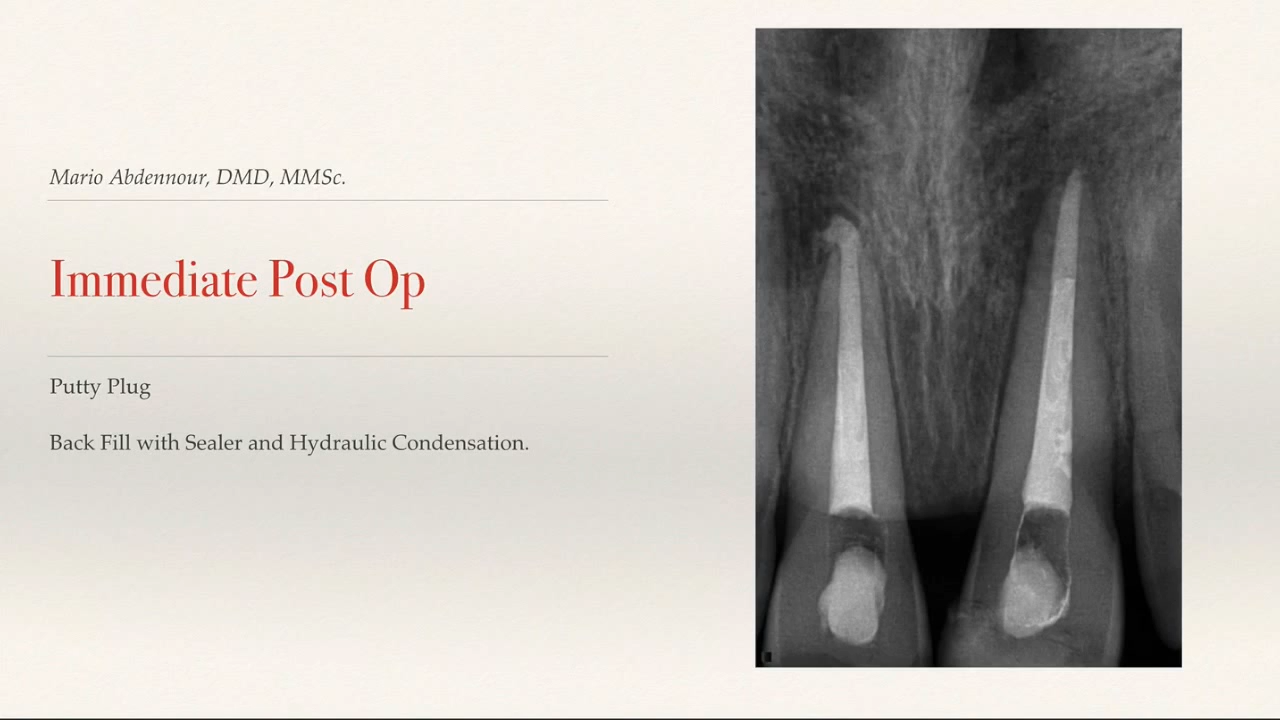 Mario Abdennour, DMD, MMSc.
Immediate Post Op
Putty Plug
Back Fill with Sealer and Hydraulic Condensation.